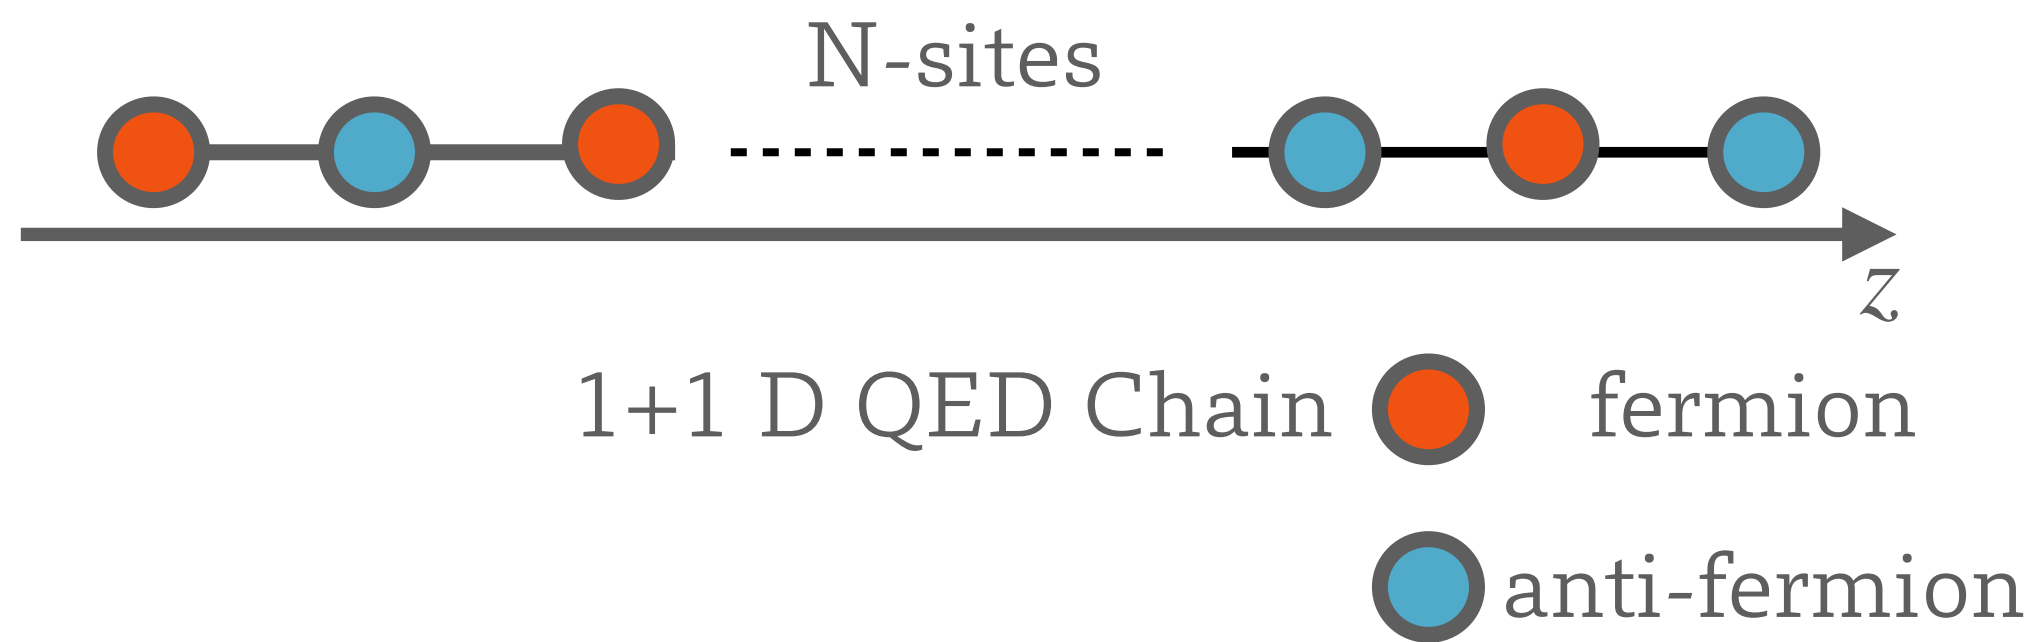 N-sites
z
1+1 D QED Chain
fermion
anti-fermion